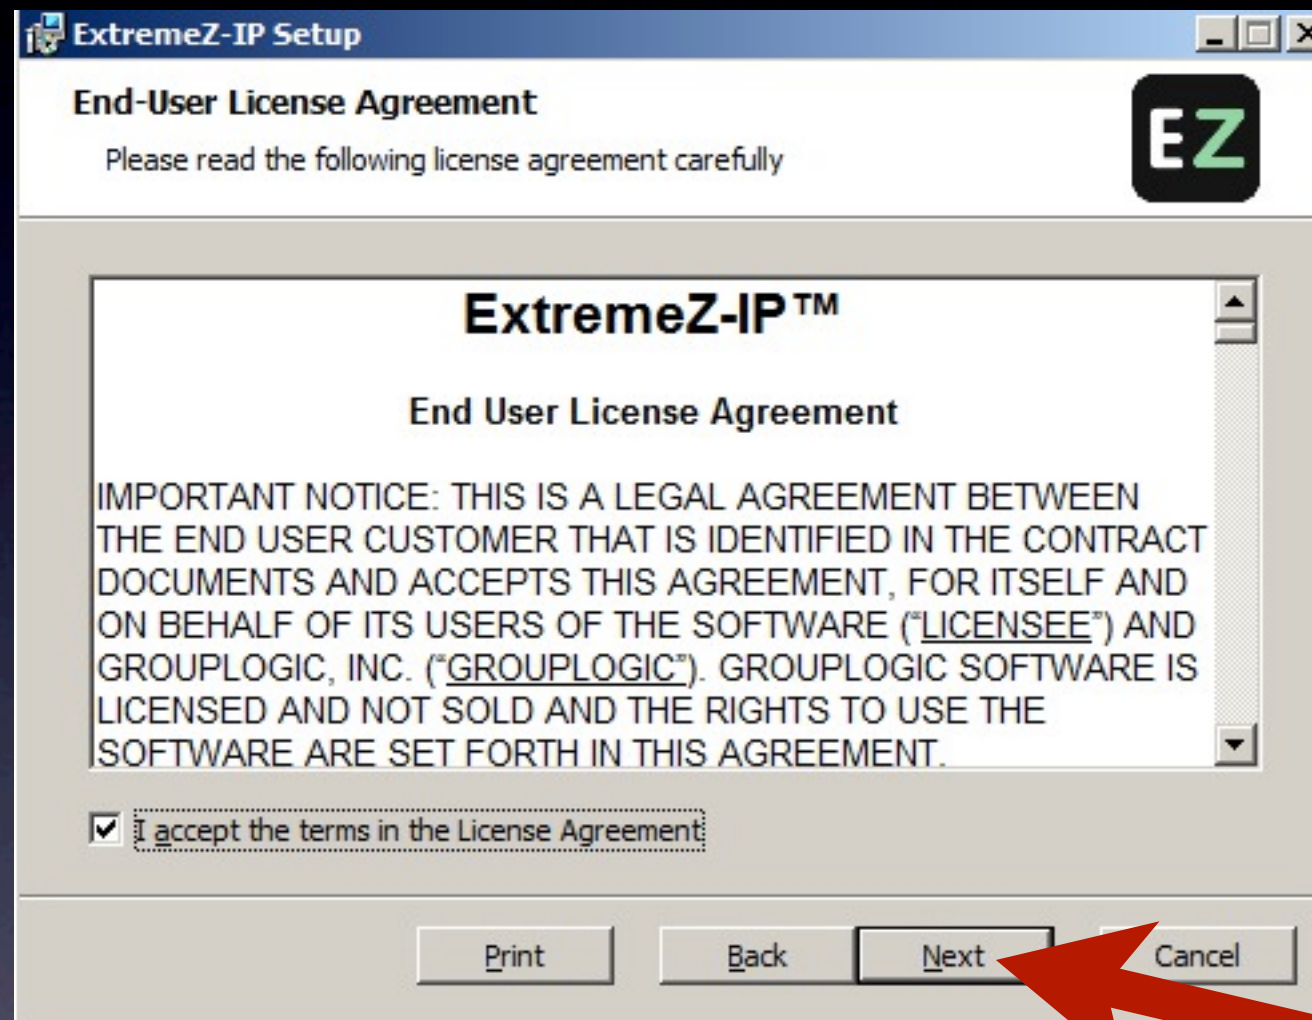 ExtremeZ-IP Setup
End-User License Agreement
Please read the following license agreement carefully
EZ
ExtremeZ-IP™
End User License Agreement
IMPORTANT NOTICE: THIS IS A LEGAL AGREEMENT BETWEEN
THE END USER CUSTOMER THAT IS IDENTIFIED IN THE CONTRACT
DOCUMENTS AND ACCEPTS THIS AGREEMENT, FOR ITSELF AND
ON BEHALF OF ITS USERS OF THE SOFTWARE (“LICENSEE”) AND
GROUPLOGIC, INC. (“GROUPLOGIC”). GROUPLOGIC SOFTWARE IS
LICENSED AND NOT SOLD AND THE RIGHTS TO USE THE
SOFTWARE ARE SET FORTH IN THIS AGREEMENT.
I accept the terms in the License Agreement
Print Back Next Cancel